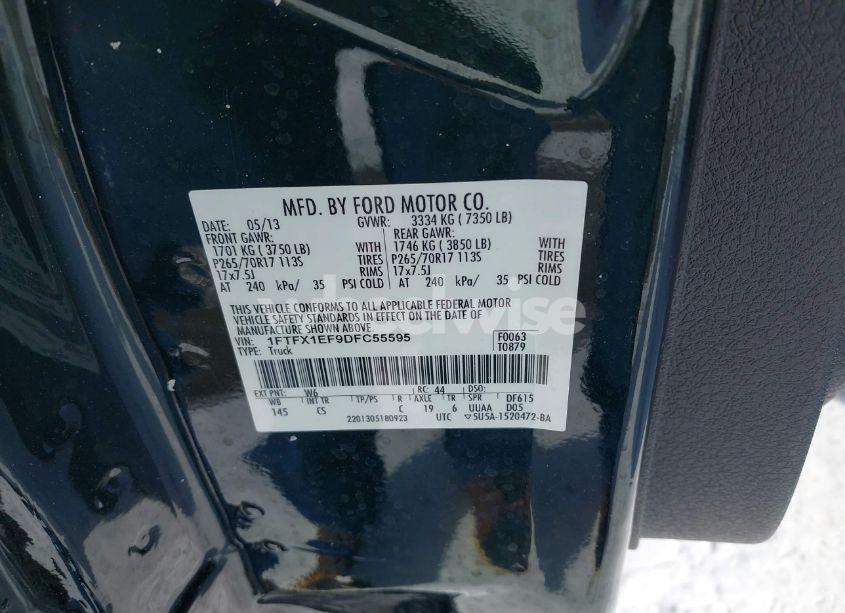 MFD. BY FORD MOTOR CO.
DATE: 05/13 GVWR: 3334 KG ( 7350 LB)
FRONT GAWR: REAR GAWR:
1701 KG ( 3750 LB) WITH 1746 KG ( 3850 LB) WITH
P265/70R17 113S TIRES P265/70R17 113S TIRES
17x7.5J RIMS 17x7.5J RIMS
AT 240 kPa/ 35 PSI COLD AT 240 kPa/ 35 PSI COLD
THIS VEHICLE CONFORMS TO ALL APPLICABLE FEDERAL MOTOR
VEHICLE SAFETY STANDARDS IN EFFECT ON THE DATE OF
MANUFACTURE SHOWN ABOVE.
VIN: 1FTFX1EF9DFC55595 F0063
TYPE: Truck T0879
EXT PNT: W6 RC: 44 DSO:
WB INT TR TP/PS R AXLE TR SPR DF615
145 CS C 19 6 UUAA D05
2201305180923 UTC 5U5A-1520472-BA